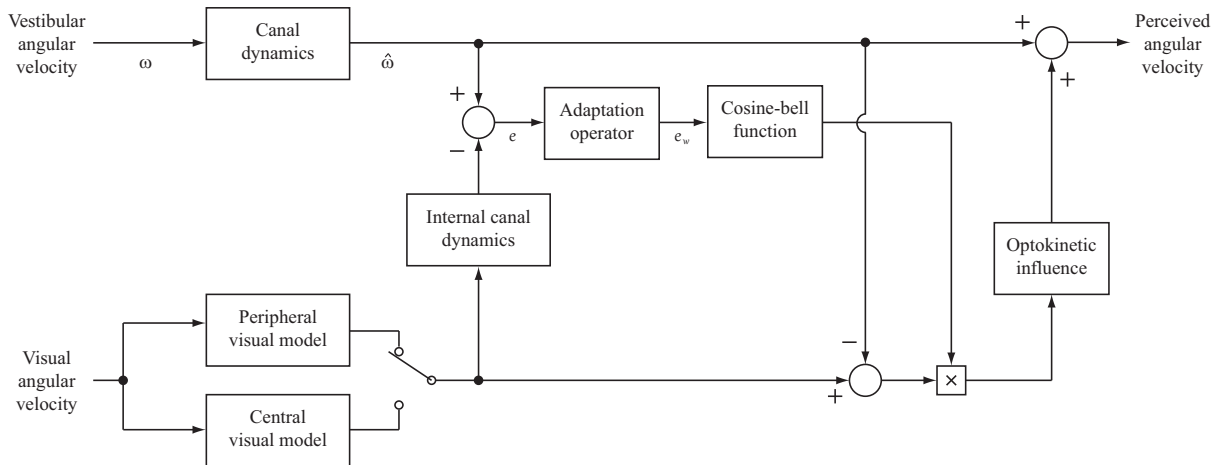 Vestibular
angular
velocity
ω
Canal
dynamics
ω̂
+
Perceived
angular
velocity
+
+
−
e
Adaptation
operator
e_w
Cosine-bell
function
Internal canal
dynamics
Optokinetic
influence
Visual
angular
velocity
Peripheral
visual model
Central
visual model
−
+
×